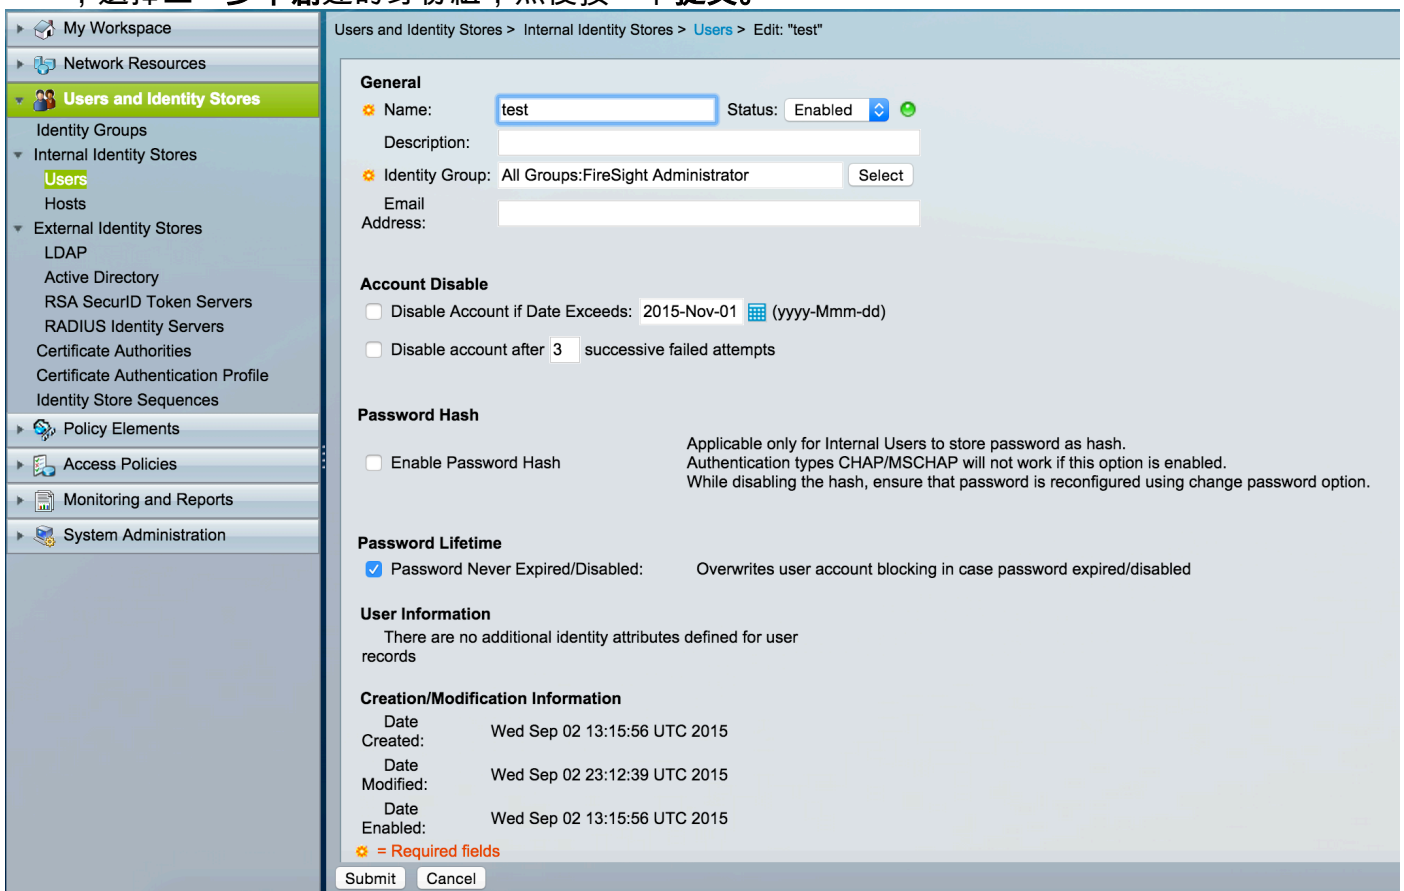 My Workspace
Network Resources
Users and Identity Stores
Identity Groups
Internal Identity Stores
Users
Hosts
External Identity Stores
LDAP
Active Directory
RSA SecurID Token Servers
RADIUS Identity Servers
Certificate Authorities
Certificate Authentication Profile
Identity Store Sequences
Policy Elements
Access Policies
Monitoring and Reports
System Administration
Users and Identity Stores > Internal Identity Stores > Users > Edit: "test"
General
Name: test Status: Enabled
Description:
Identity Group: All Groups:FireSight Administrator Select
Email
Address:
Account Disable
Disable Account if Date Exceeds: 2015-Nov-01 (yyyy-Mmm-dd)
Disable account after 3 successive failed attempts
Password Hash
Applicable only for Internal Users to store password as hash.
Enable Password Hash Authentication types CHAP/MSCHAP will not work if this option is enabled.
While disabling the hash, ensure that password is reconfigured using change password option.
Password Lifetime
Password Never Expired/Disabled: Overwrites user account blocking in case password expired/disabled
User Information
There are no additional identity attributes defined for user
records
Creation/Modification Information
Date
Created: Wed Sep 02 13:15:56 UTC 2015
Date
Modified: Wed Sep 02 23:12:39 UTC 2015
Date
Enabled: Wed Sep 02 13:15:56 UTC 2015
= Required fields
Submit Cancel